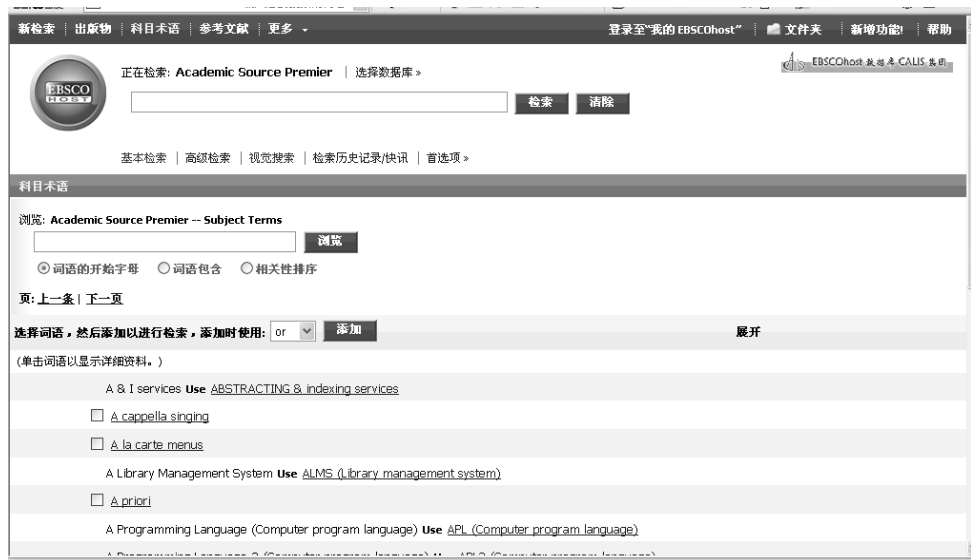 新检索 | 出版物 | 科目术语 | 参考文献 | 更多 登录至“我的 EBSCOhost” | 文件夹 | 新增功能! | 帮助
EBSCOhost 数据库 CALIS 集团
正在检索: Academic Source Premier | 选择数据库 »
EBSCO
HOST
检索 清除
基本检索 | 高级检索 | 视觉搜索 | 检索历史记录/快讯 | 首选项 »
科目术语
浏览: Academic Source Premier -- Subject Terms
浏览
词语的开始字母 词语包含 相关性排序
页: 上一条 | 下一页
选择词语，然后添加以进行检索，添加时使用: or 添加 展开
(单击词语以显示详细资料。)
A & I services Use ABSTRACTING & indexing services
A cappella singing
A la carte menus
A Library Management System Use ALMS (Library management system)
A priori
A Programming Language (Computer program language) Use APL (Computer program language)